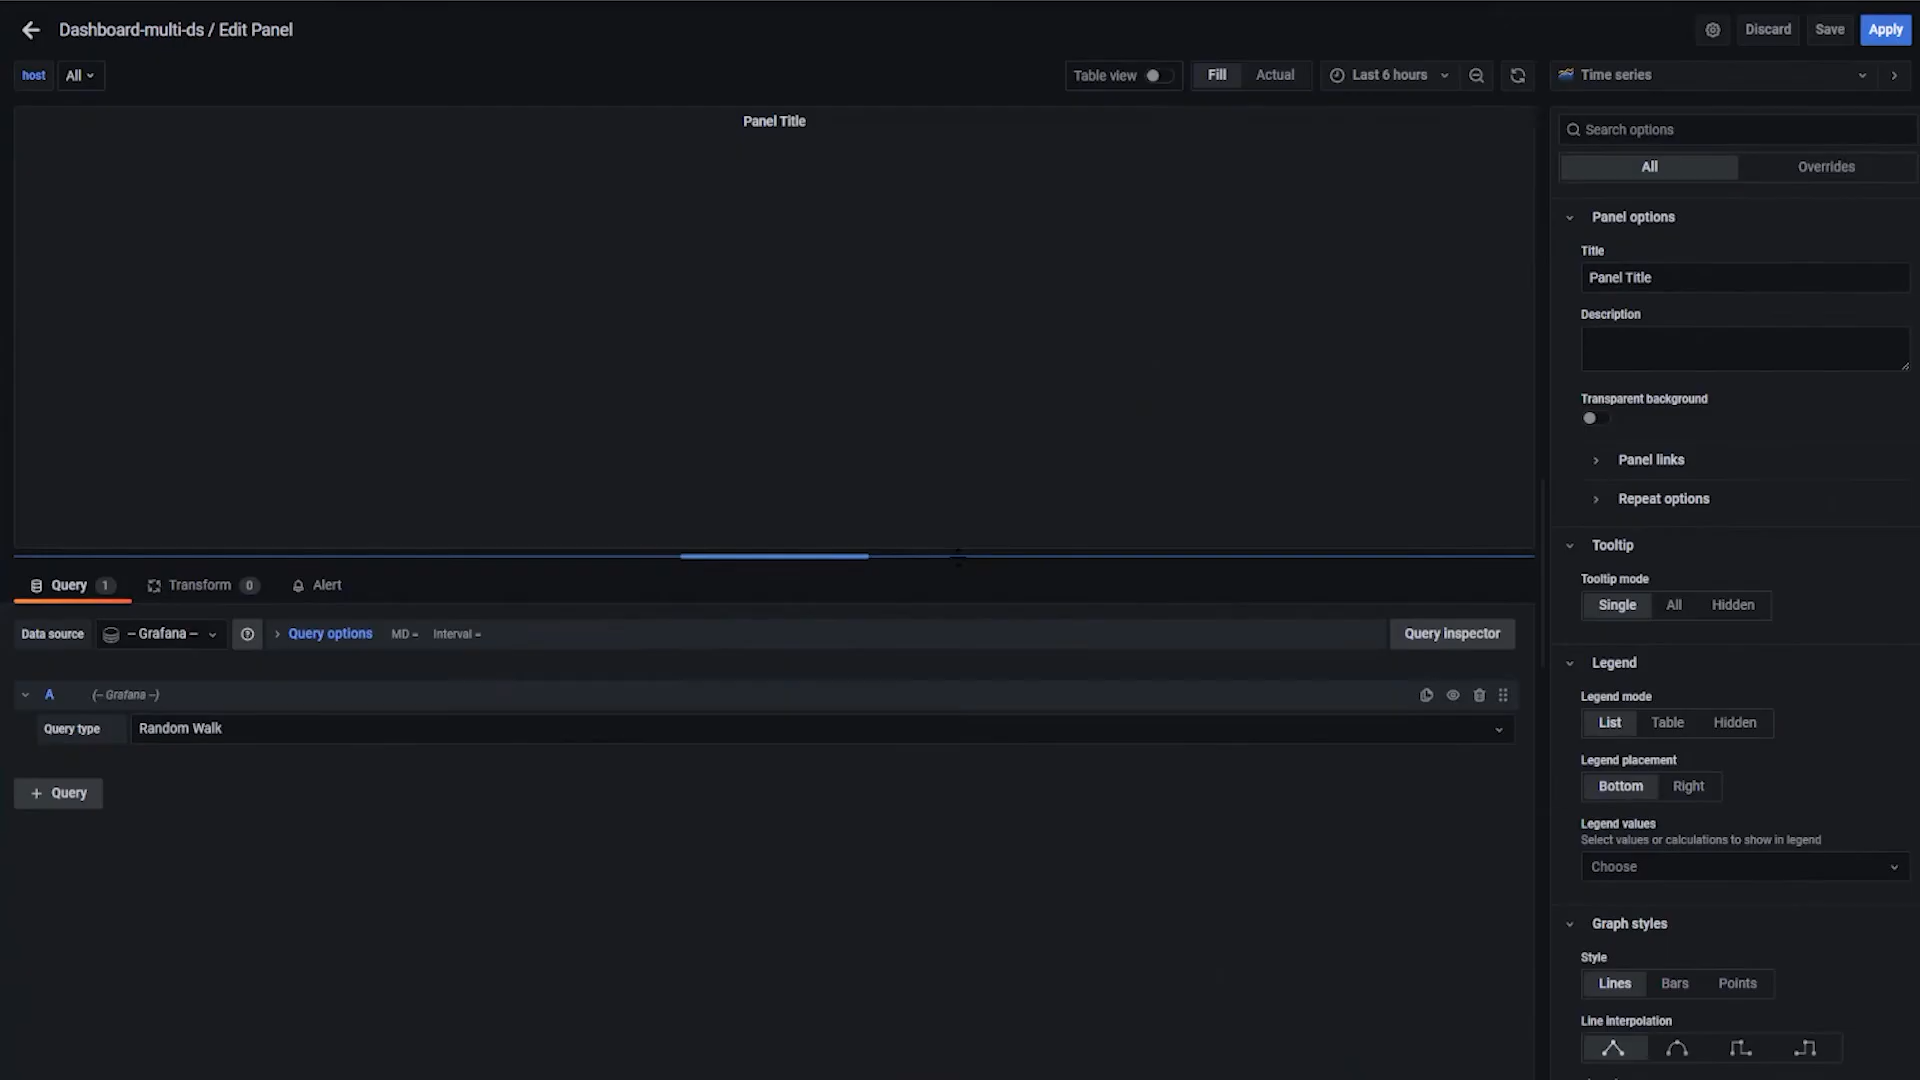 Dashboard-multi-ds / Edit Panel
Discard
Save
Apply
host
All
Table view
Fill
Actual
Last 6 hours
Time series
Panel Title
Search options
All
Overrides
Panel options
Title
Panel Title
Description
Transparent background
Panel links
Repeat options
Tooltip
Tooltip mode
Single
All
Hidden
Legend
Legend mode
List
Table
Hidden
Legend placement
Bottom
Right
Legend values
Select values or calculations to show in legend
Choose
Graph styles
Style
Lines
Bars
Points
Line interpolation
Query 1
Transform 0
Alert
Data source
-- Grafana --
Query options
MD =
Interval =
Query inspector
A
(-- Grafana --)
Query type
Random Walk
+ Query